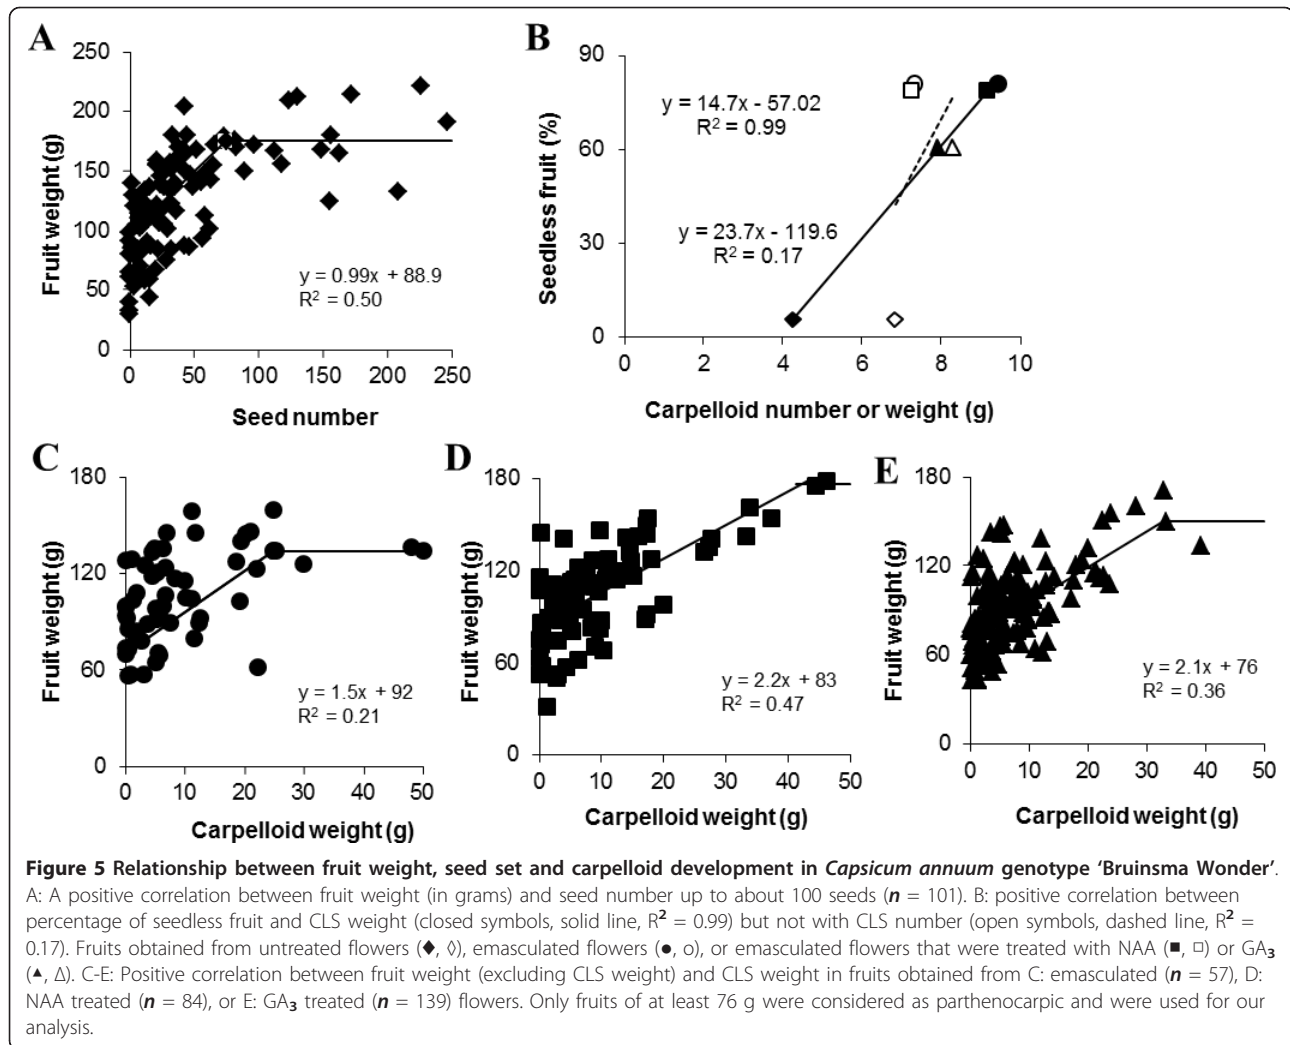 A
250
200
150
100
50
0
Fruit weight (g)
y = 0.99x + 88.9
R² = 0.50
0 50 100 150 200 250
Seed number
B
90
60
30
0
Seedless fruit (%)
y = 14.7x - 57.02
R² = 0.99
y = 23.7x - 119.6
R² = 0.17
0 2 4 6 8 10
Carpelloid number or weight (g)
C
180
120
60
0
Fruit weight (g)
y = 1.5x + 92
R² = 0.21
0 10 20 30 40 50
Carpelloid weight (g)
D
180
120
60
0
Fruit weight (g)
y = 2.2x + 83
R² = 0.47
0 10 20 30 40 50
Carpelloid weight (g)
E
180
120
60
0
Fruit weight (g)
y = 2.1x + 76
R² = 0.36
0 10 20 30 40 50
Carpelloid weight (g)
Figure 5 Relationship between fruit weight, seed set and carpelloid development in Capsicum annuum genotype ‘Bruinsma Wonder’.
A: A positive correlation between fruit weight (in grams) and seed number up to about 100 seeds (n = 101). B: positive correlation between
percentage of seedless fruit and CLS weight (closed symbols, solid line, R² = 0.99) but not with CLS number (open symbols, dashed line, R² =
0.17). Fruits obtained from untreated flowers (♦, ◊), emasculated flowers (●, o), or emasculated flowers that were treated with NAA (■, □) or GA₃
(▲, Δ). C-E: Positive correlation between fruit weight (excluding CLS weight) and CLS weight in fruits obtained from C: emasculated (n = 57), D:
NAA treated (n = 84), or E: GA₃ treated (n = 139) flowers. Only fruits of at least 76 g were considered as parthenocarpic and were used for our
analysis.